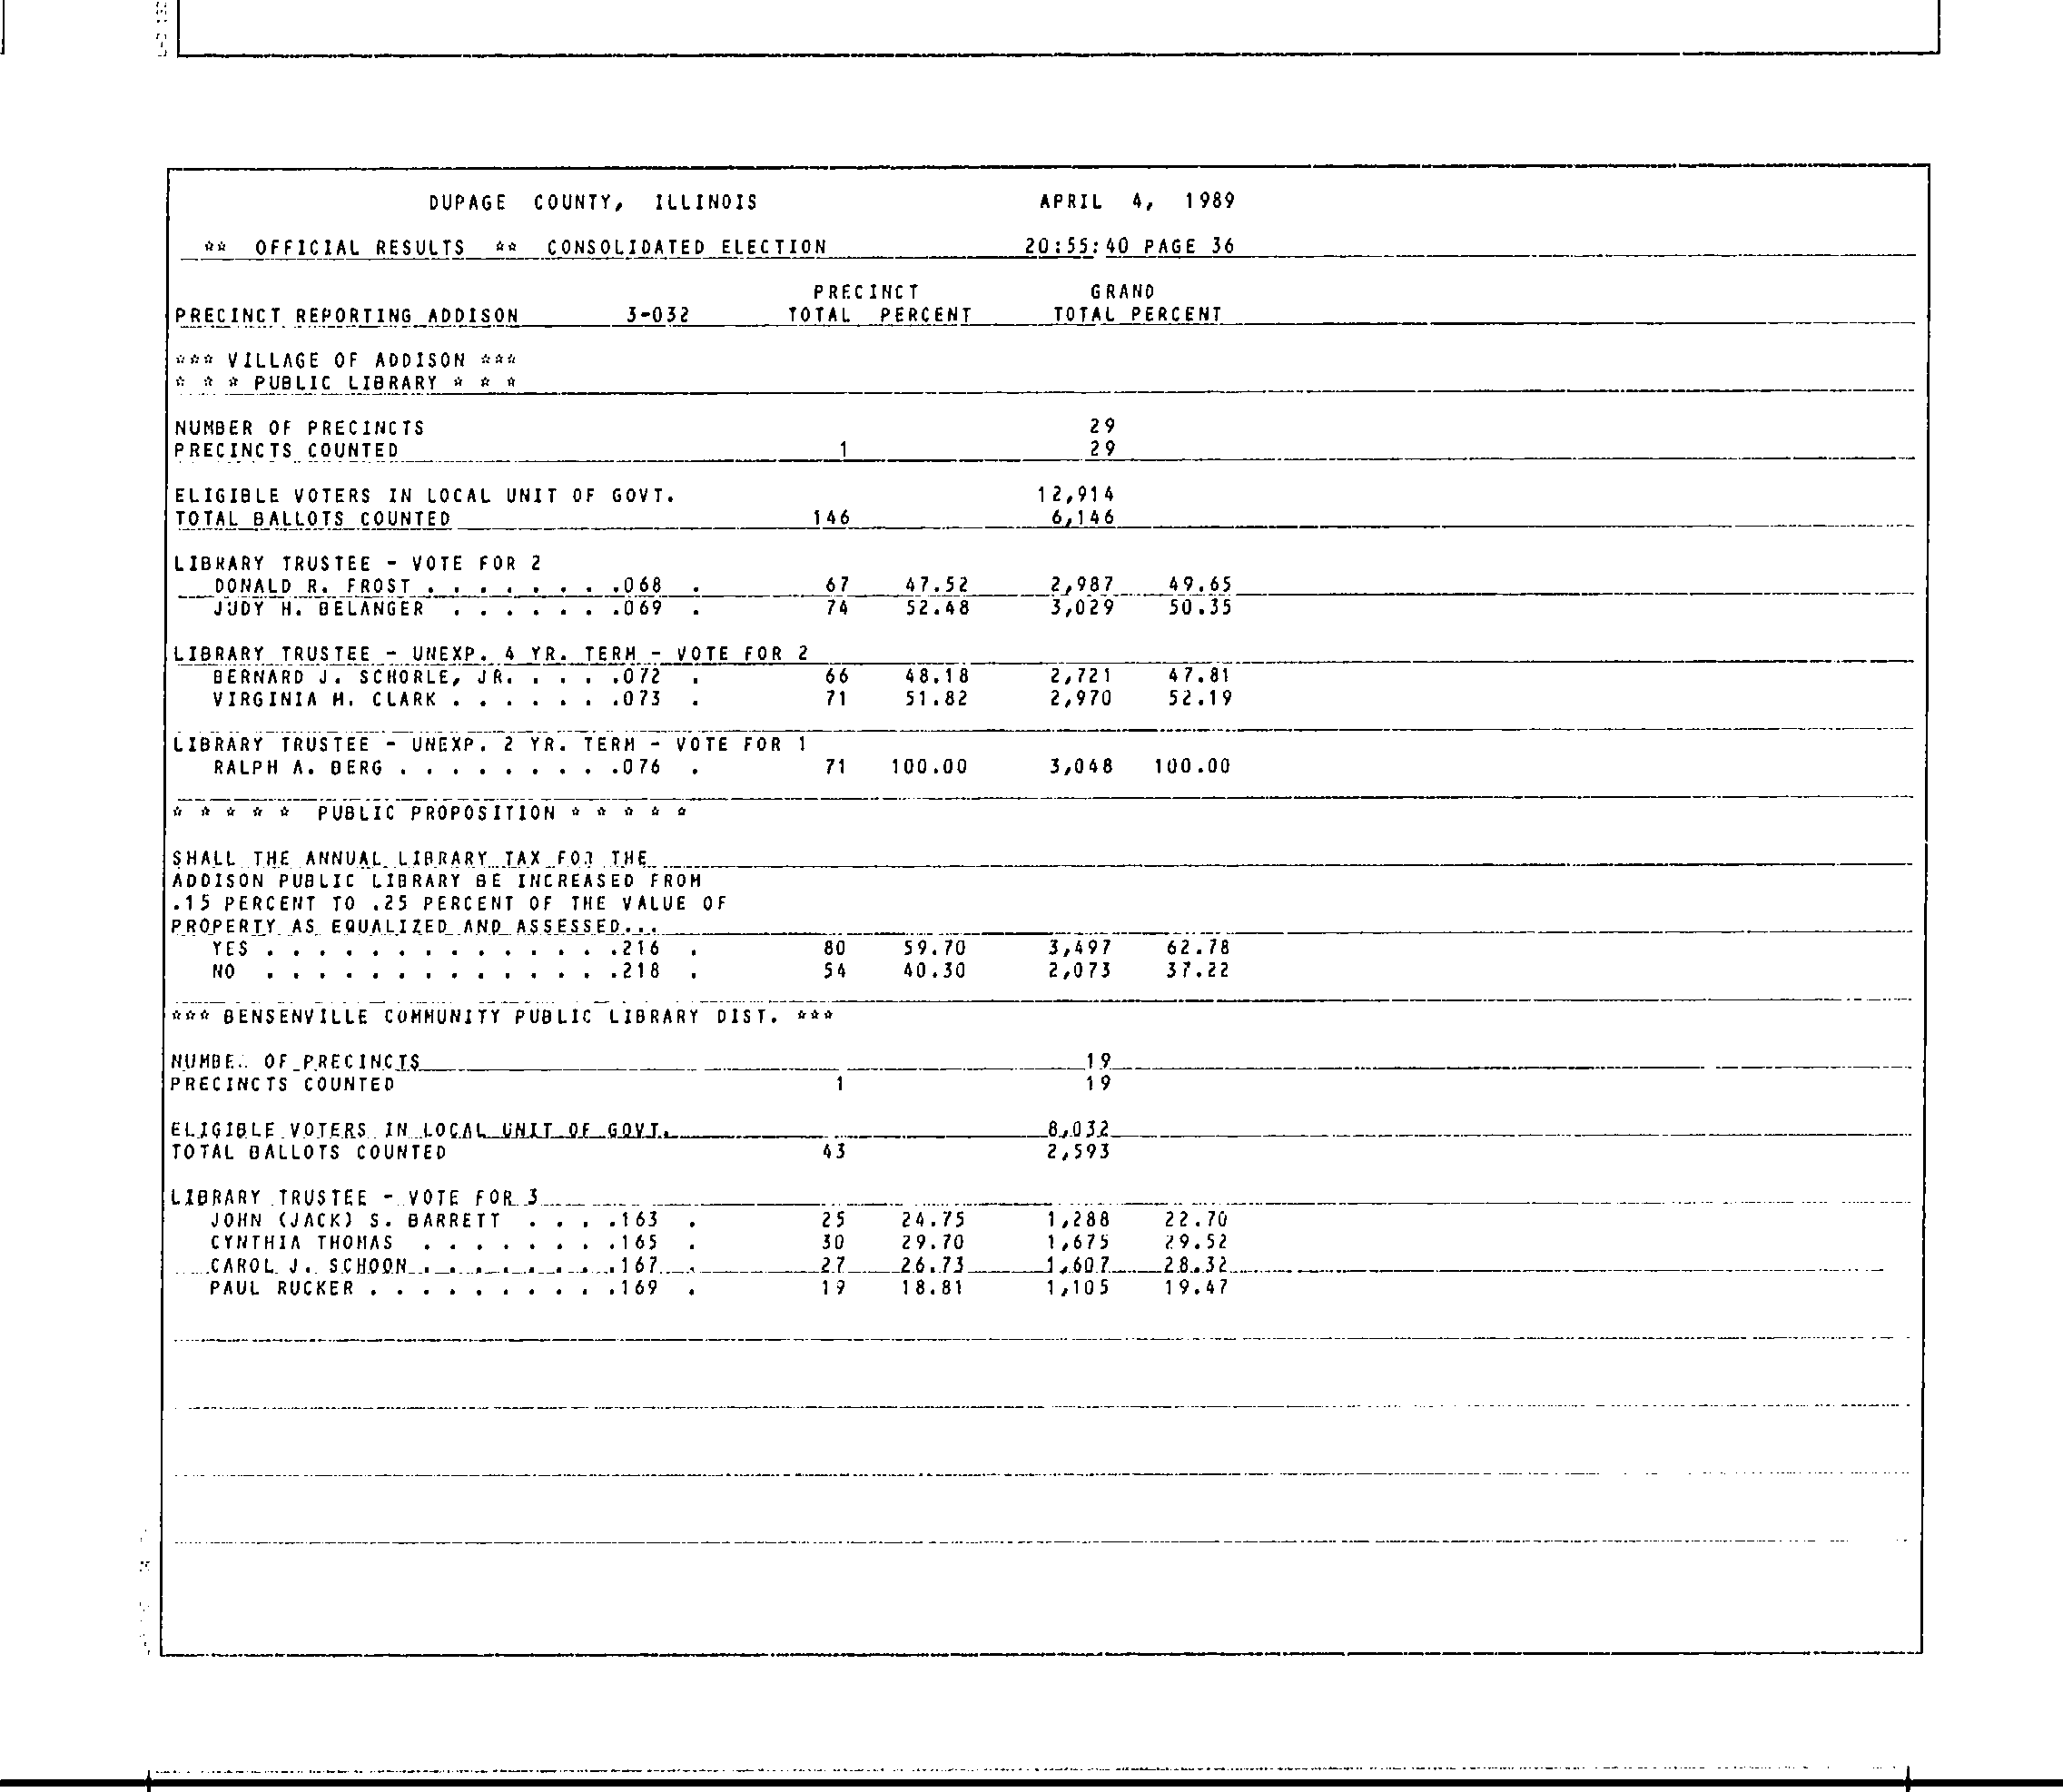 DUPAGE COUNTY, ILLINOIS APRIL 4, 1989
** OFFICIAL RESULTS ** CONSOLIDATED ELECTION 20:55:40 PAGE 36
PRECINCT GRAND
PRECINCT REPORTING ADDISON 3-032 TOTAL PERCENT TOTAL PERCENT
*** VILLAGE OF ADDISON ***
* * * PUBLIC LIBRARY * * *
NUMBER OF PRECINCTS 29
PRECINCTS COUNTED 1 29
ELIGIBLE VOTERS IN LOCAL UNIT OF GOVT. 12,914
TOTAL BALLOTS COUNTED 146 6,146
LIBRARY TRUSTEE - VOTE FOR 2
DONALD R. FROST . . . . . . . .068 . 67 47.52 2,987 49.65
JUDY H. BELANGER . . . . . . .069 . 74 52.48 3,029 50.35
LIBRARY TRUSTEE - UNEXP. 4 YR. TERM - VOTE FOR 2
BERNARD J. SCHORLE, JR. . . . .072 . 66 48.18 2,721 47.81
VIRGINIA M. CLARK . . . . . . .073 . 71 51.82 2,970 52.19
LIBRARY TRUSTEE - UNEXP. 2 YR. TERM - VOTE FOR 1
RALPH A. BERG . . . . . . . . .076 . 71 100.00 3,048 100.00
* * * * * PUBLIC PROPOSITION * * * * *
SHALL THE ANNUAL LIBRARY TAX FOR THE
ADDISON PUBLIC LIBRARY BE INCREASED FROM
.15 PERCENT TO .25 PERCENT OF THE VALUE OF
PROPERTY AS EQUALIZED AND ASSESSED...
YES . . . . . . . . . . . . . .216 . 80 59.70 3,497 62.78
NO . . . . . . . . . . . . . .218 . 54 40.30 2,073 37.22
*** BENSENVILLE COMMUNITY PUBLIC LIBRARY DIST. ***
NUMBER OF PRECINCTS 19
PRECINCTS COUNTED 1 19
ELIGIBLE VOTERS IN LOCAL UNIT OF GOVT. 8,032
TOTAL BALLOTS COUNTED 43 2,593
LIBRARY TRUSTEE - VOTE FOR 3
JOHN (JACK) S. BARRETT . . . .163 . 25 24.75 1,288 22.70
CYNTHIA THOMAS . . . . . . . .165 . 30 29.70 1,675 29.52
CAROL J. SCHOON . . . . . . . .167 . 27 26.73 1,607 28.32
PAUL RUCKER . . . . . . . . . .169 . 19 18.81 1,105 19.47